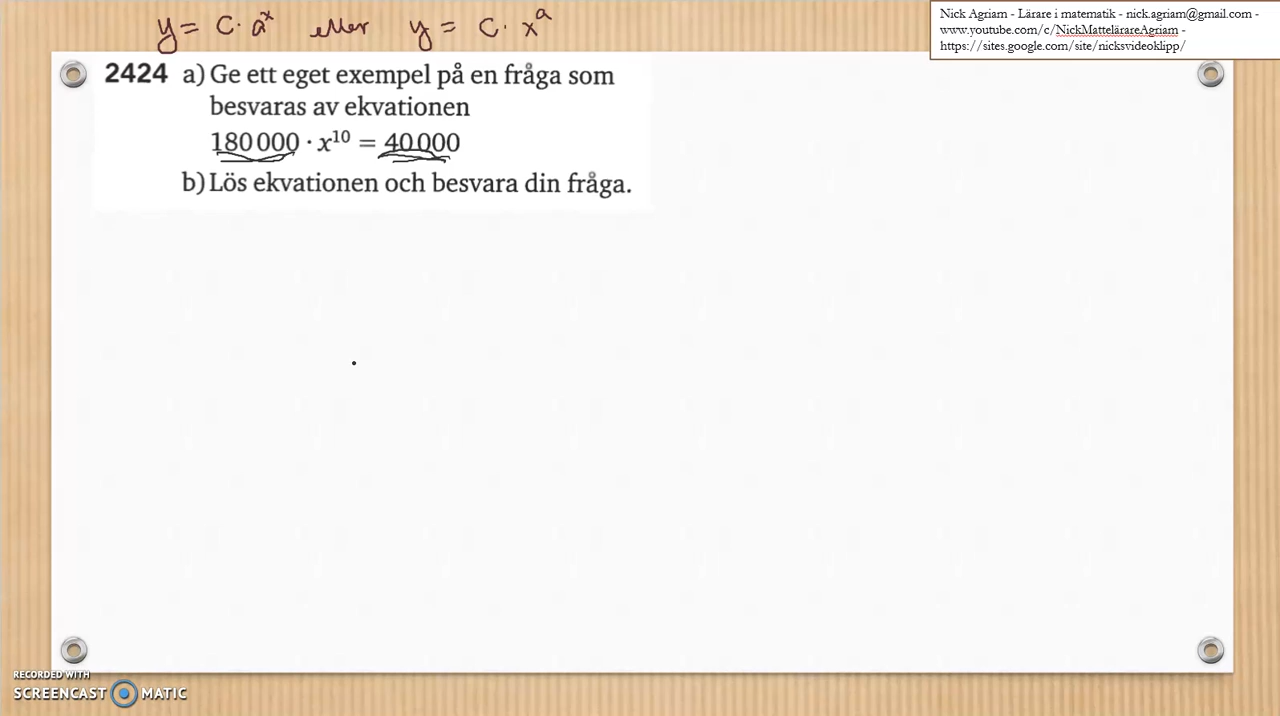 y = C · a^x eller y = C · x^a
Nick Agriam - Lärare i matematik - nick.agriam@gmail.com -
www.youtube.com/c/NickMattelärareAgriam -
https://sites.google.com/site/nicksvideoklipp/
2424 a) Ge ett eget exempel på en fråga som
besvaras av ekvationen
180 000 · x¹⁰ = 40 000
b) Lös ekvationen och besvara din fråga.
RECORDED WITH
SCREENCAST MATIC